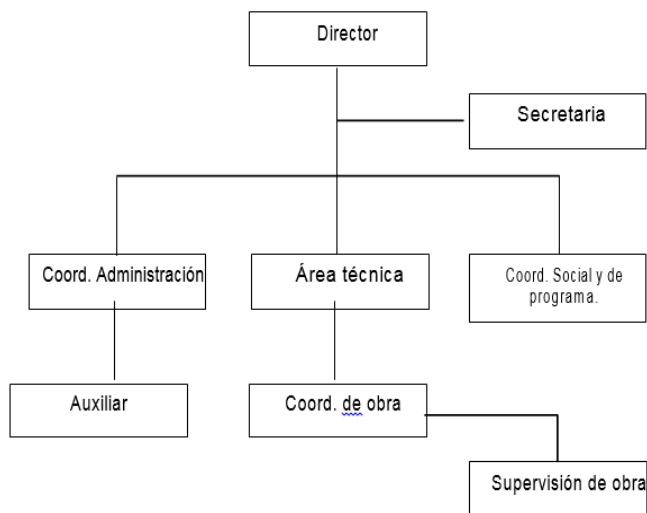 Director
Secretaria
Coord. Administración
Área técnica
Coord. Social y de
programa.
Auxiliar
Coord. de obra
Supervisión de obra